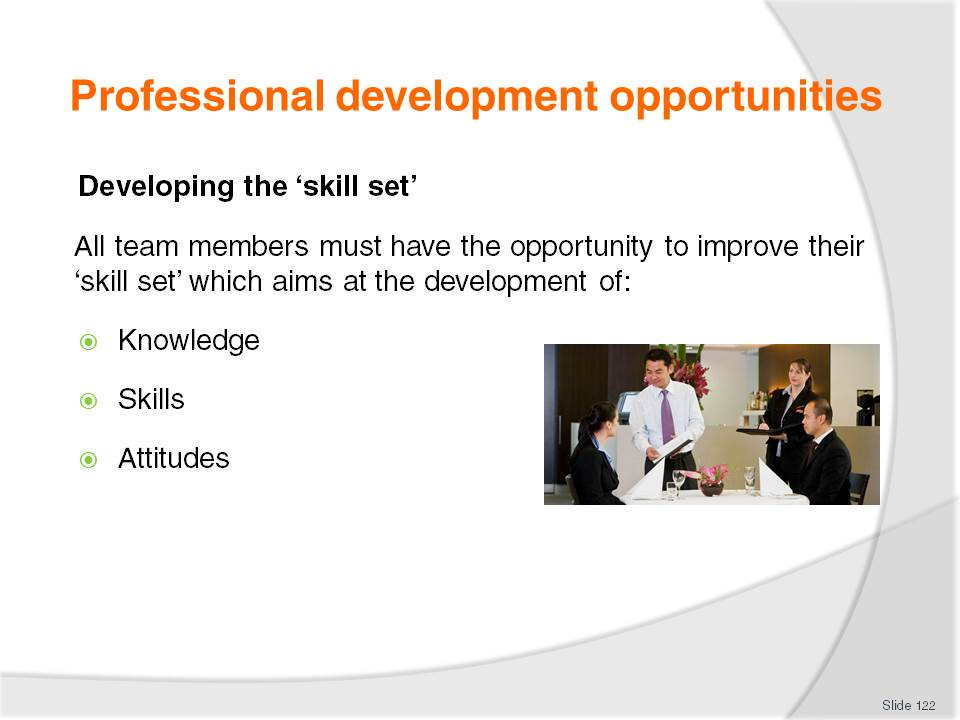 Professional development opportunities
Developing the ‘skill set’
All team members must have the opportunity to improve their
‘skill set’ which aims at the development of:
Knowledge
Skills
Attitudes
Slide 122